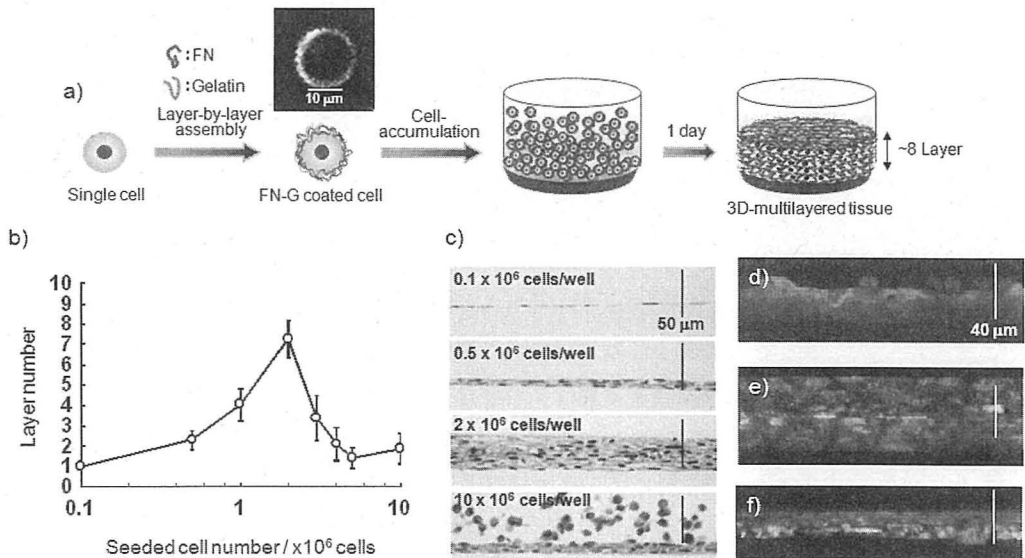 a)
:FN
:Gelatin
Layer-by-layer
assembly
10 μm
Cell-
accumulation
1 day
~8 Layer
Single cell
FN-G coated cell
3D-multilayered tissue
b)
Layer number
10
9
8
7
6
5
4
3
2
1
0
0.1
1
10
Seeded cell number / x10⁶ cells
c)
0.1 x 10⁶ cells/well
50 μm
0.5 x 10⁶ cells/well
2 x 10⁶ cells/well
10 x 10⁶ cells/well
d)
40 μm
e)
f)